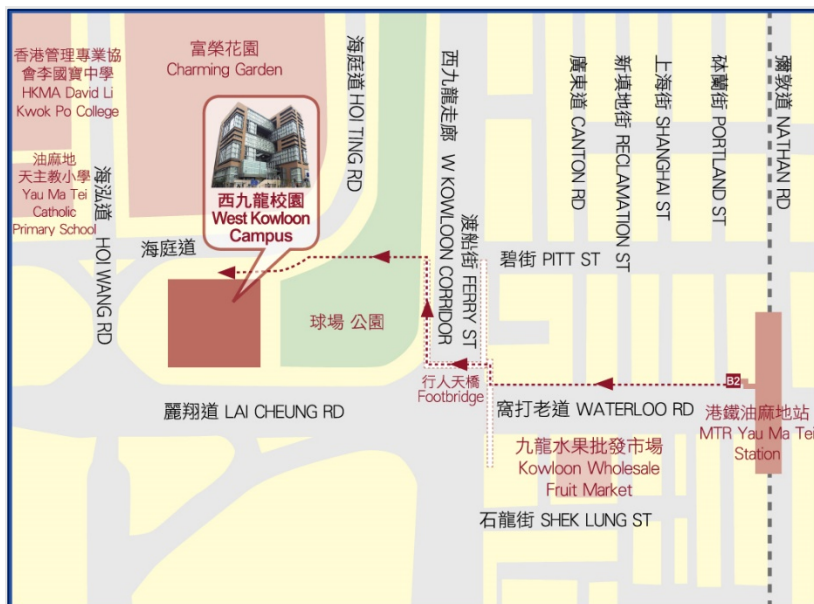 香港管理專業協
會李國寶中學
HKMA David Li
Kwok Po College
富榮花園
Charming Garden
海庭道 HOI TING RD
西九龍走廊 W KOWLOON CORRIDOR
渡船街 FERRY ST
廣東道 CANTON RD
新填地街 RECLAMATION ST
上海街 SHANGHAI ST
砵蘭街 PORTLAND ST
彌敦道 NATHAN RD
油麻地
天主教小學
Yau Ma Tei
Catholic
Primary School
海泓道 HOI WANG RD
西九龍校園
West Kowloon
Campus
海庭道
碧街 PITT ST
球場 公園
行人天橋
Footbridge
B2
麗翔道 LAI CHEUNG RD
窩打老道 WATERLOO RD
港鐵油麻地站
MTR Yau Ma Tei
Station
九龍水果批發市場
Kowloon Wholesale
Fruit Market
石龍街 SHEK LUNG ST